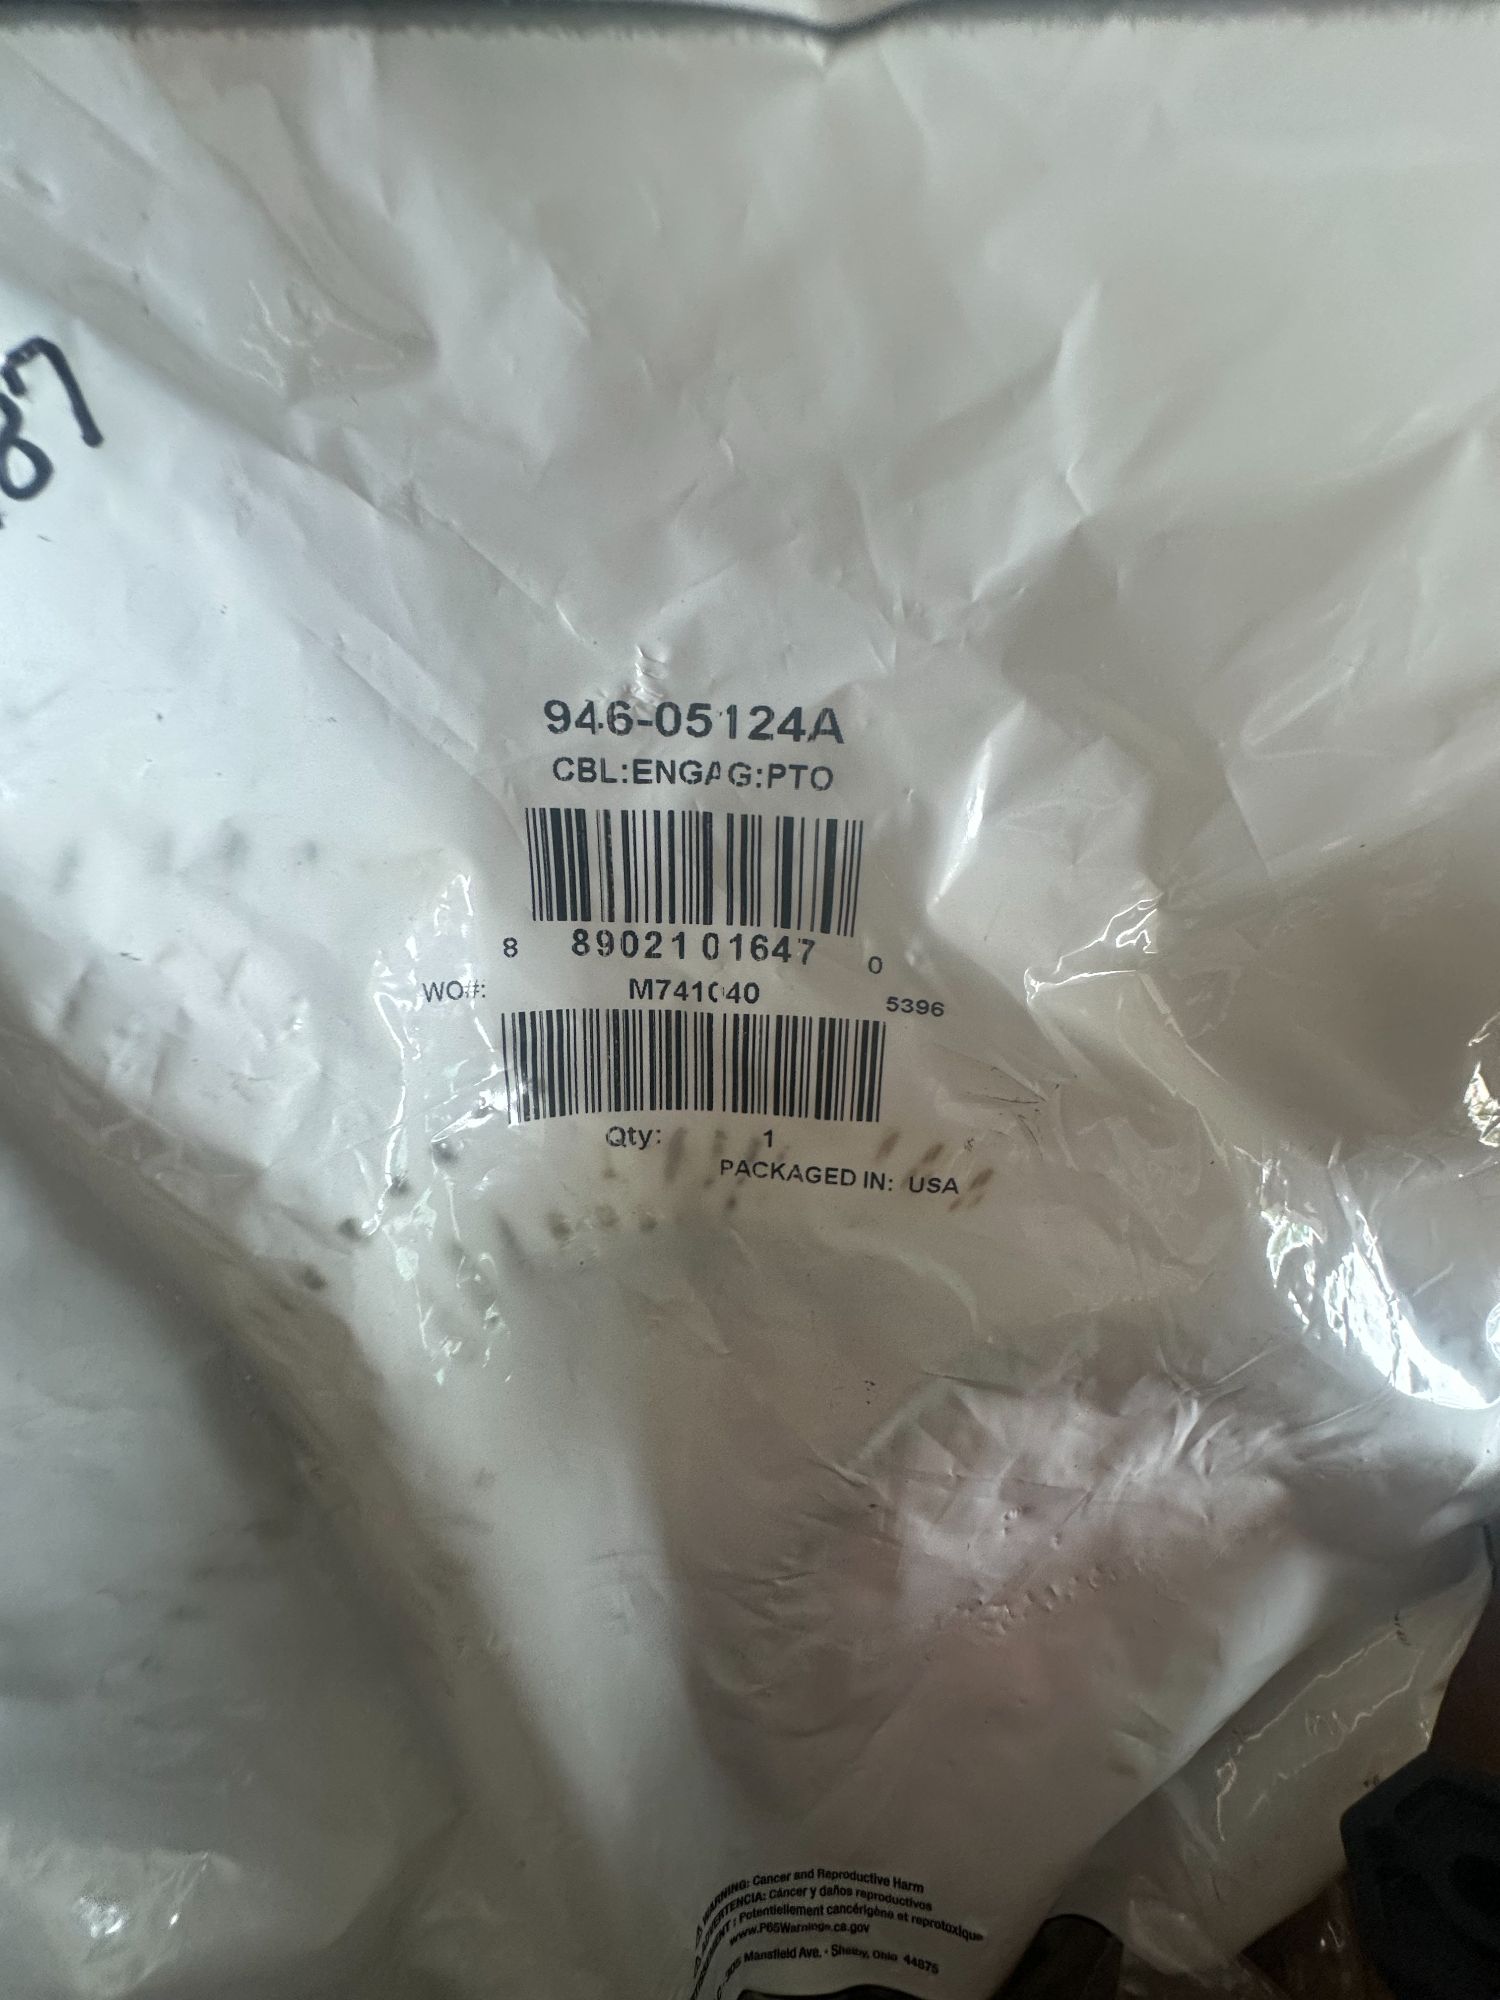 87
946-05124A
CBL:ENGAG:PTO
8 89021 01647 0
WO#: M741040 5396
Qty: 1
PACKAGED IN: USA
WARNING: Cancer and Reproductive Harm
ADVERTENCIA: Cáncer y daños reproductivos
Potentiellement cancérigène et reprotoxique
www.P65Warnings.ca.gov
Mansfield Ave. • Shelby, Ohio 44875